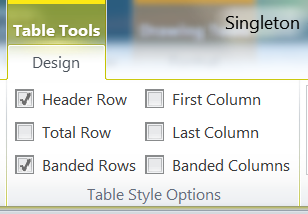 Singleton
Table Tools
Design
Header Row First Column
Total Row Last Column
Banded Rows Banded Columns
Table Style Options